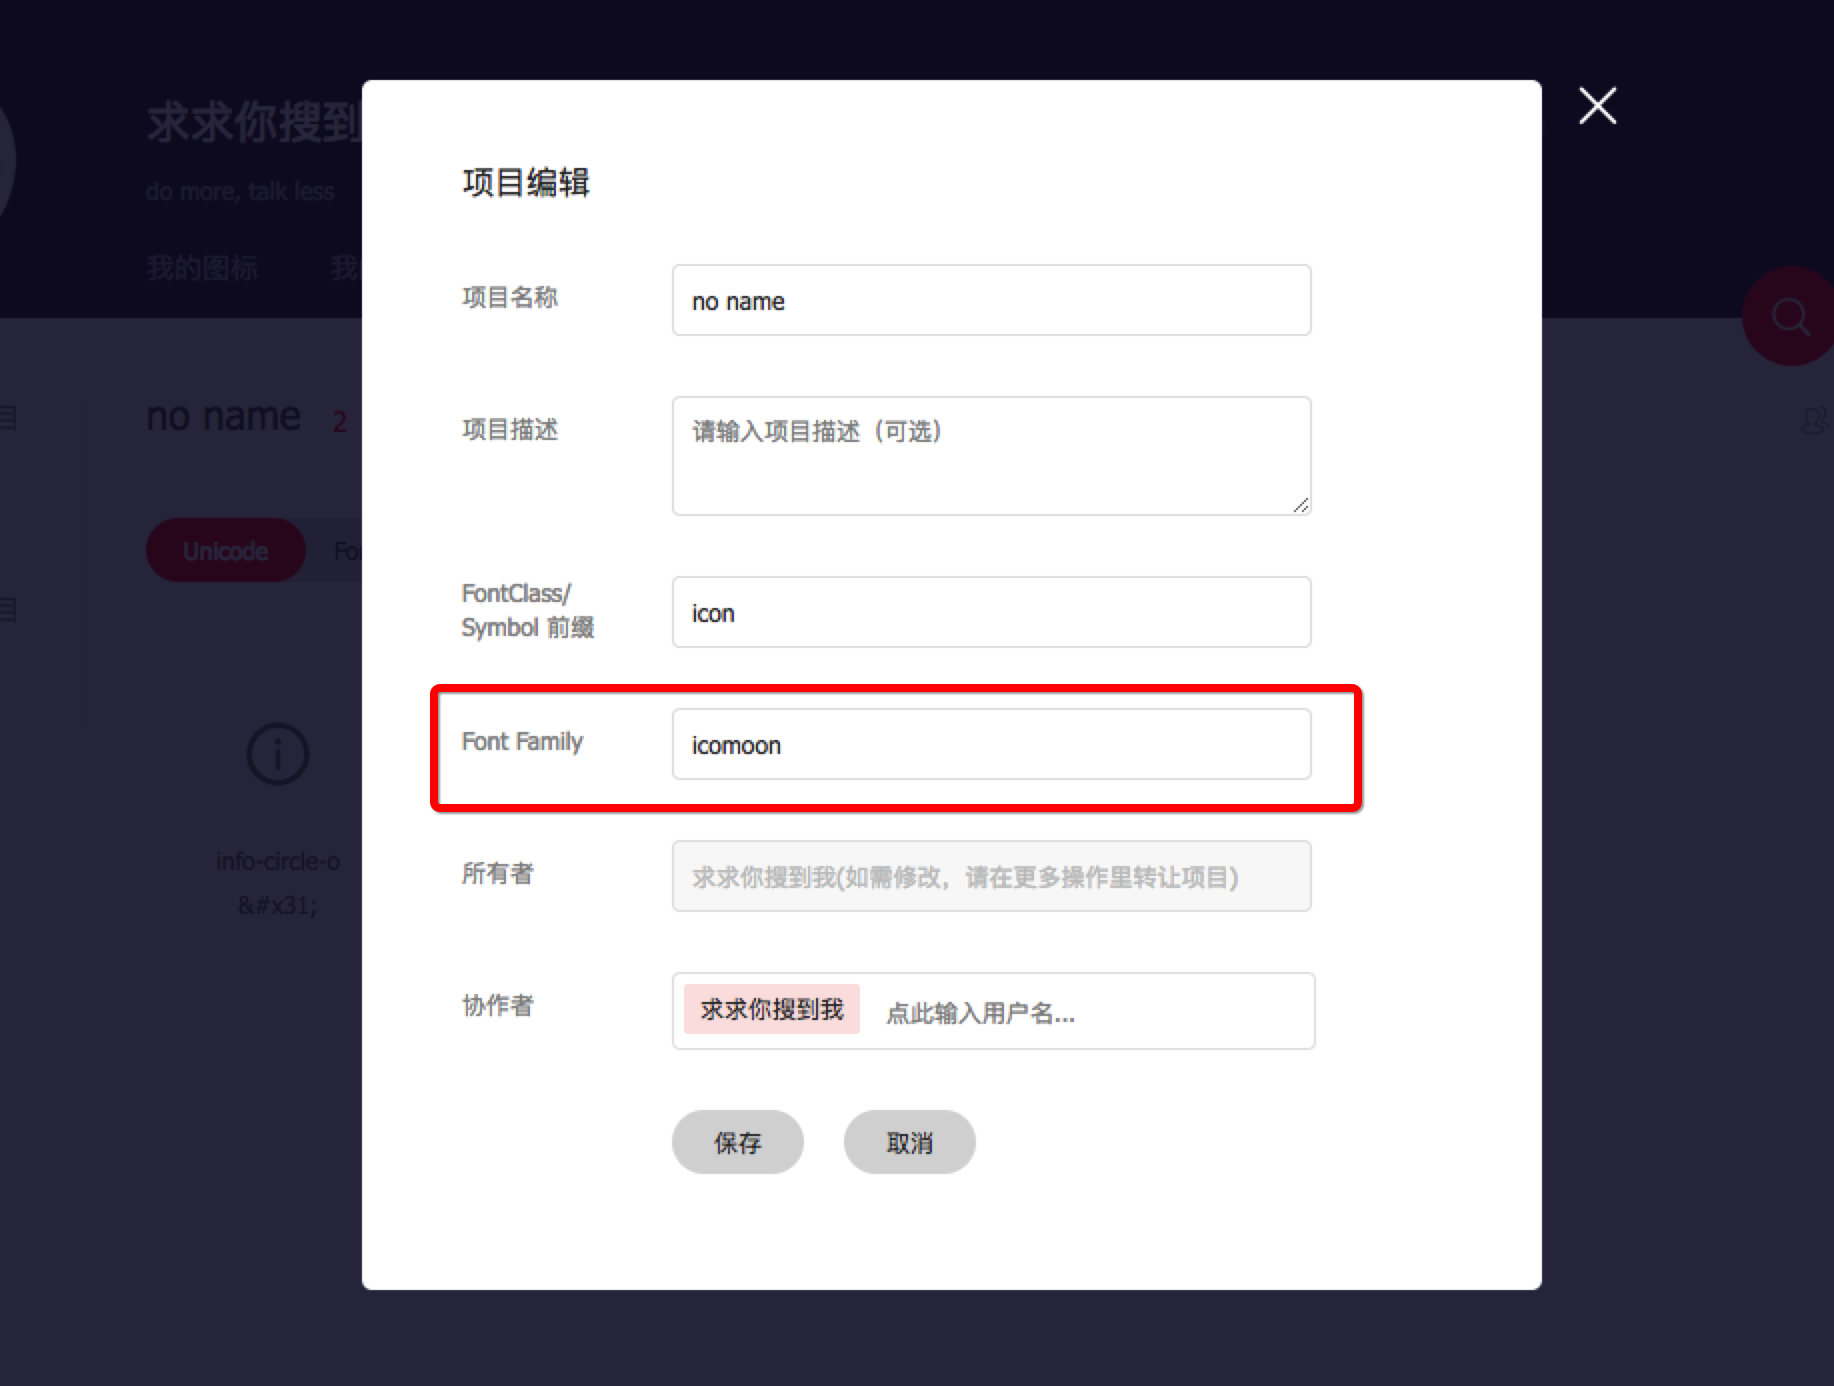 求求你搜到
do more, talk less
我的图标 我
no name 2
Unicode Fo
info-circle-o
&#x31;
项目编辑
项目名称 no name
项目描述 请输入项目描述（可选）
FontClass/
Symbol 前缀 icon
Font Family icomoon
所有者 求求你搜到我(如需修改，请在更多操作里转让项目)
协作者 求求你搜到我 点此输入用户名...
保存 取消